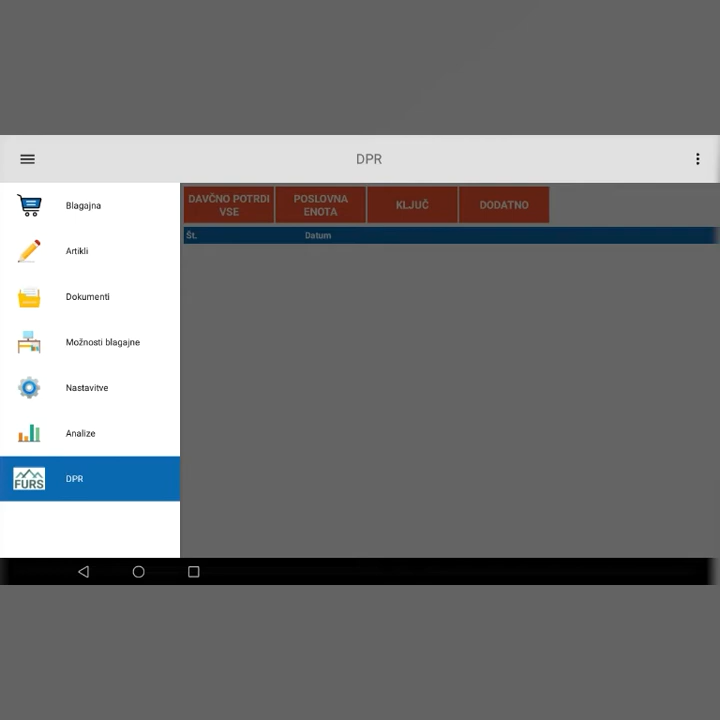 DPR
Blagajna
Artikli
Dokumenti
Možnosti blagajne
Nastavitve
Analize
FURS
DPR
DAVČNO POTRDI
VSE
POSLOVNA
ENOTA
KLJUČ
DODATNO
Št. Datum